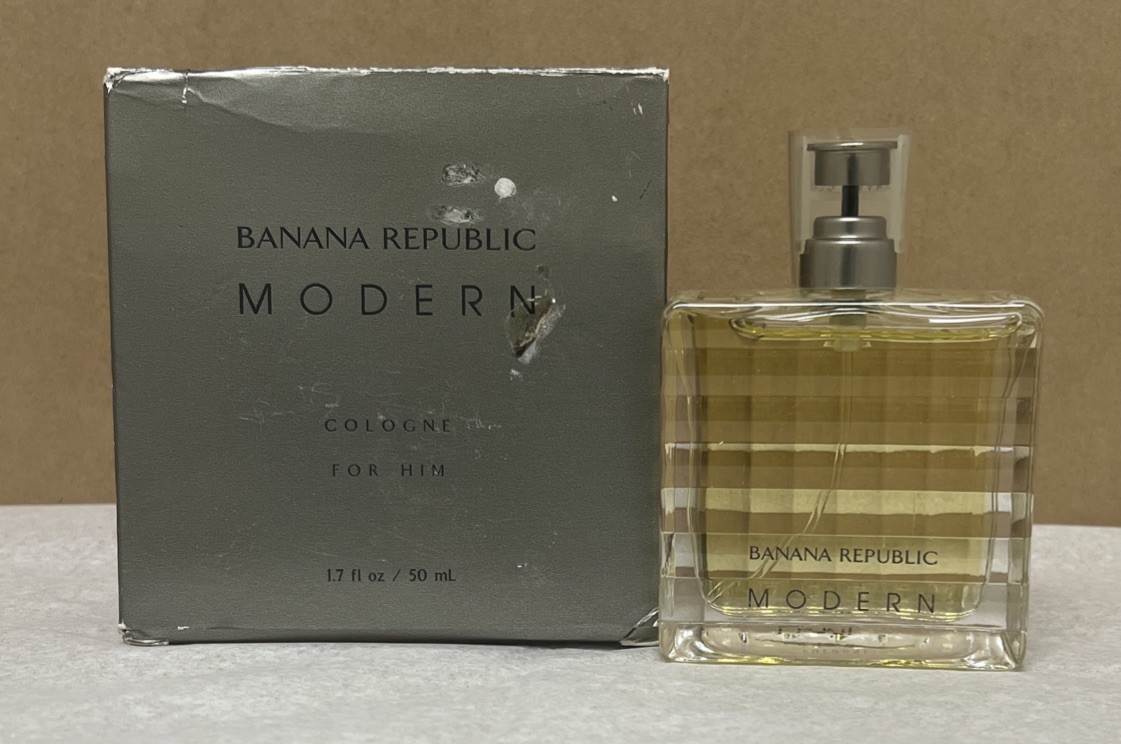 BANANA REPUBLIC
MODERN
COLOGNE
FOR HIM
1.7 fl oz / 50 mL
BANANA REPUBLIC
MODERN